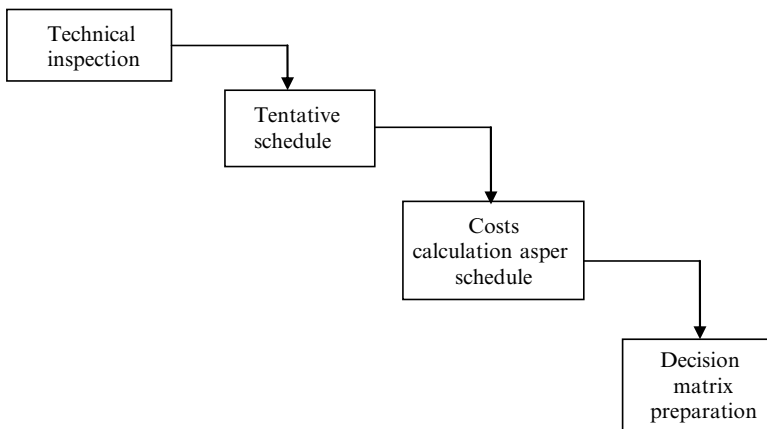 Technical
inspection
Tentative
schedule
Costs
calculation asper
schedule
Decision
matrix
preparation